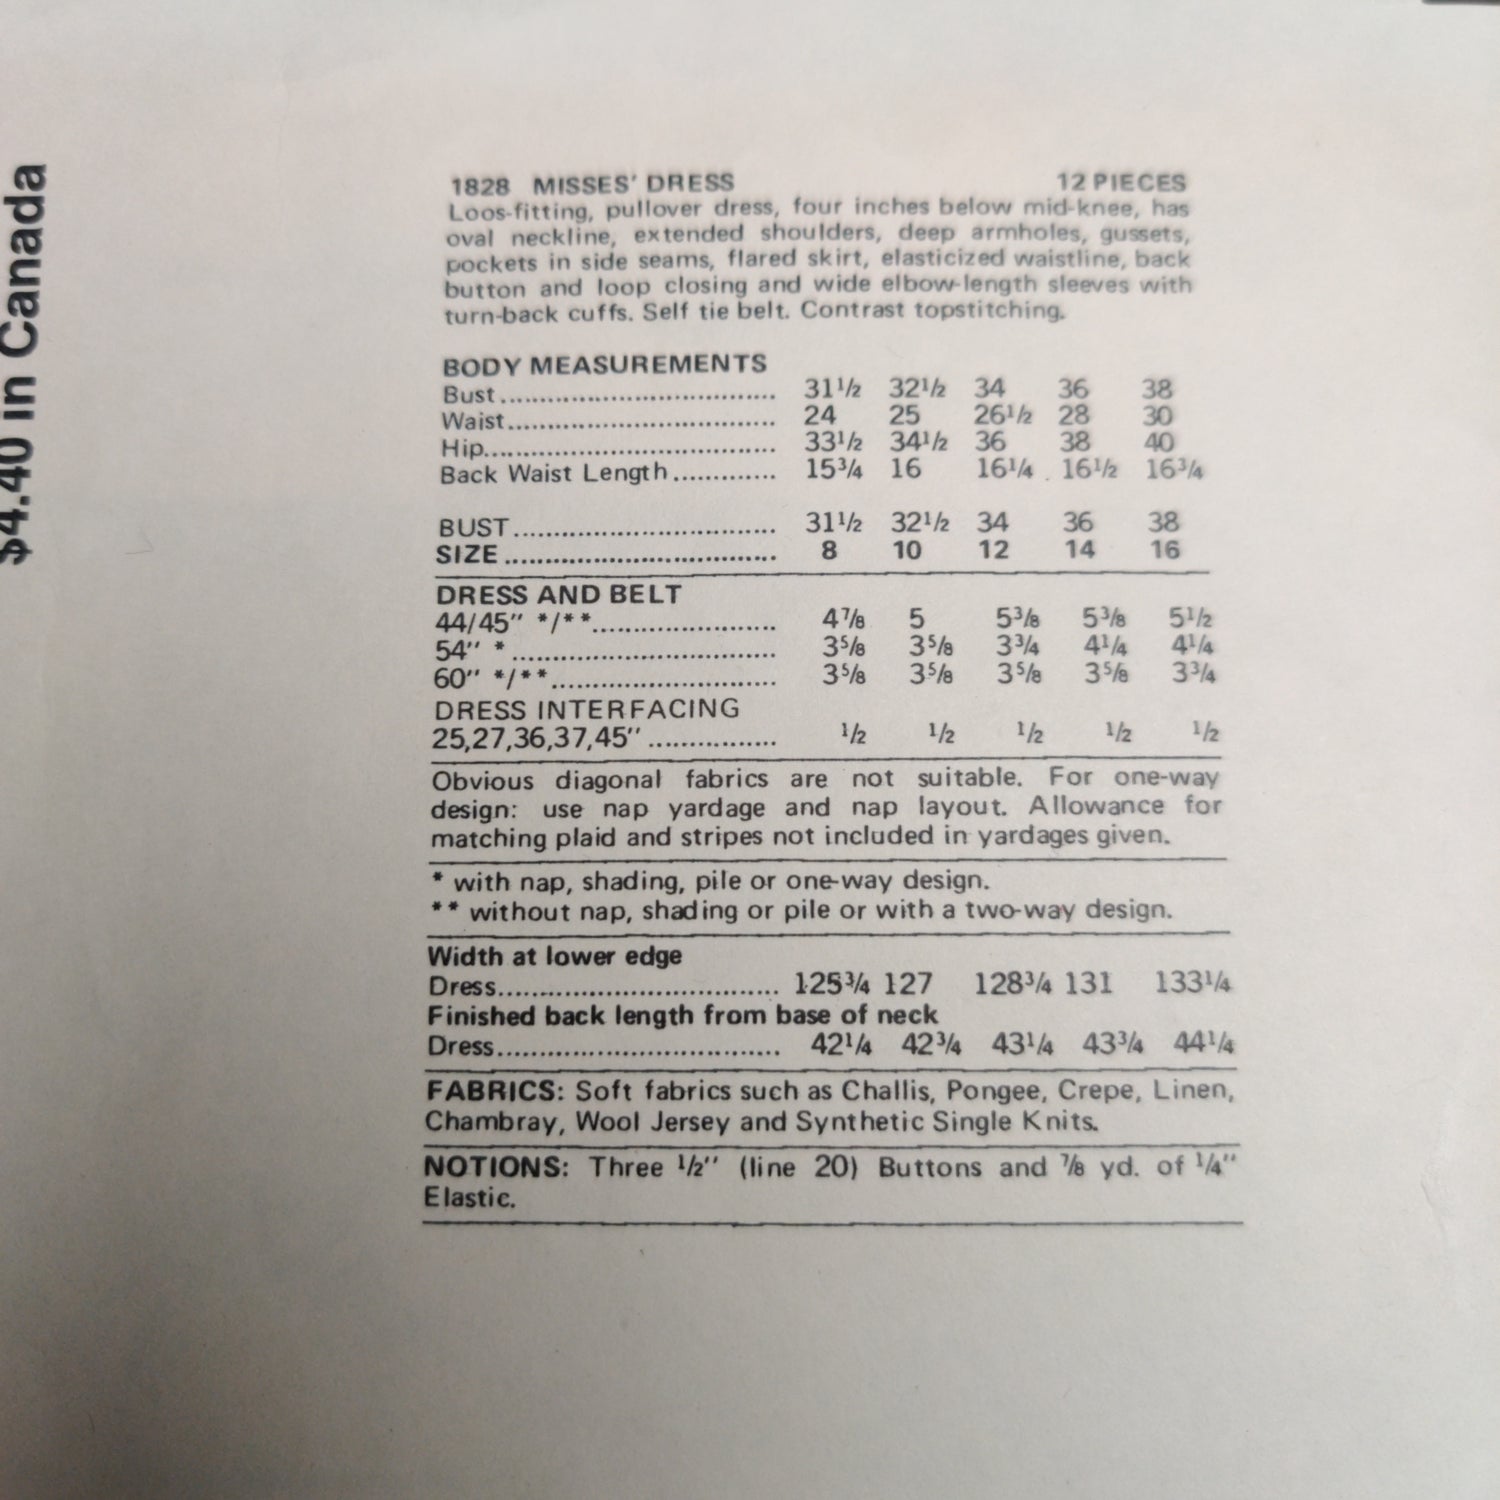 $4.40 in Canada
1828 MISSES' DRESS 12 PIECES
Loos-fitting, pullover dress, four inches below mid-knee, has
oval neckline, extended shoulders, deep armholes, gussets,
pockets in side seams, flared skirt, elasticized waistline, back
button and loop closing and wide elbow-length sleeves with
turn-back cuffs. Self tie belt. Contrast topstitching.
BODY MEASUREMENTS
Bust................................. 31½ 32½ 34 36 38
Waist................................ 24 25 26½ 28 30
Hip................................... 33½ 34½ 36 38 40
Back Waist Length ............. 15¾ 16 16¼ 16½ 16¾
BUST................................ 31½ 32½ 34 36 38
SIZE ................................. 8 10 12 14 16
DRESS AND BELT
44/45" */**...................... 4⅞ 5 5⅜ 5⅜ 5½
54" * ................................ 3⅝ 3⅝ 3¾ 4¼ 4¼
60" */**........................... 3⅝ 3⅝ 3⅝ 3⅝ 3¾
DRESS INTERFACING
25,27,36,37,45" ............... ½ ½ ½ ½ ½
Obvious diagonal fabrics are not suitable. For one-way
design: use nap yardage and nap layout. Allowance for
matching plaid and stripes not included in yardages given.
* with nap, shading, pile or one-way design.
** without nap, shading or pile or with a two-way design.
Width at lower edge
Dress................................. 125¾ 127 128¾ 131 133¼
Finished back length from base of neck
Dress................................. 42¼ 42¾ 43¼ 43¾ 44¼
FABRICS: Soft fabrics such as Challis, Pongee, Crepe, Linen,
Chambray, Wool Jersey and Synthetic Single Knits.
NOTIONS: Three ½" (line 20) Buttons and ⅞ yd. of ¼"
Elastic.